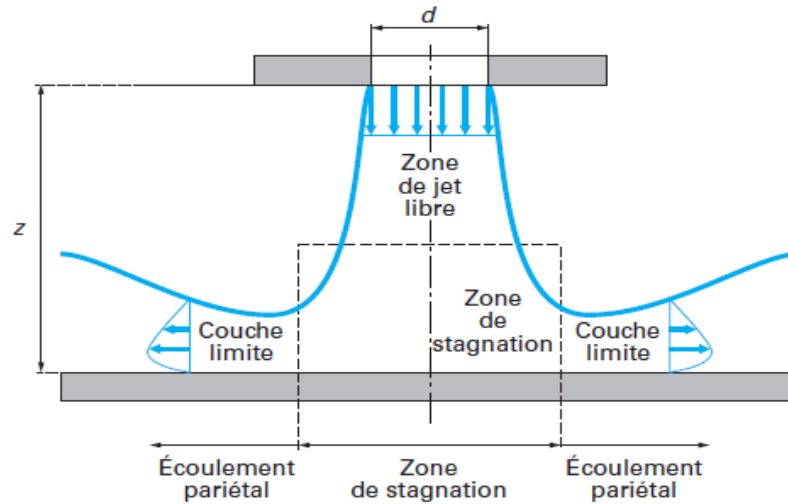 d
z
Zone
de jet
libre
Zone
de
stagnation
Couche
limite
Couche
limite
Écoulement
pariétal
Zone
de stagnation
Écoulement
pariétal